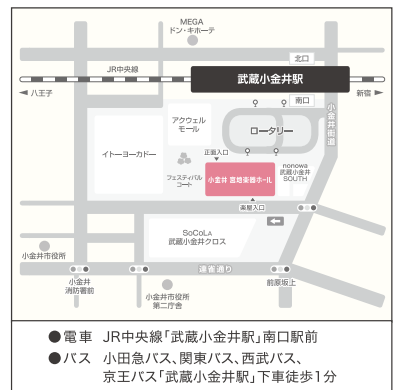 MEGA
ドン・キホーテ
北口
JR中央線
武蔵小金井駅
八王子
新宿
南口
小金井街道
アクウェル
モール
ロータリー
イトーヨーカドー
正面入口
フェスティバル
コート
小金井 宮地楽器ホール
nonowa
武蔵小金井
SOUTH
楽屋入口
SoCoLA
武蔵小金井クロス
小金井市役所
連雀通り
小金井
消防署前
小金井市役所
第二庁舎
前原坂上
●電車 JR中央線「武蔵小金井駅」南口駅前
●バス 小田急バス、関東バス、西武バス、
京王バス「武蔵小金井駅」下車徒歩1分